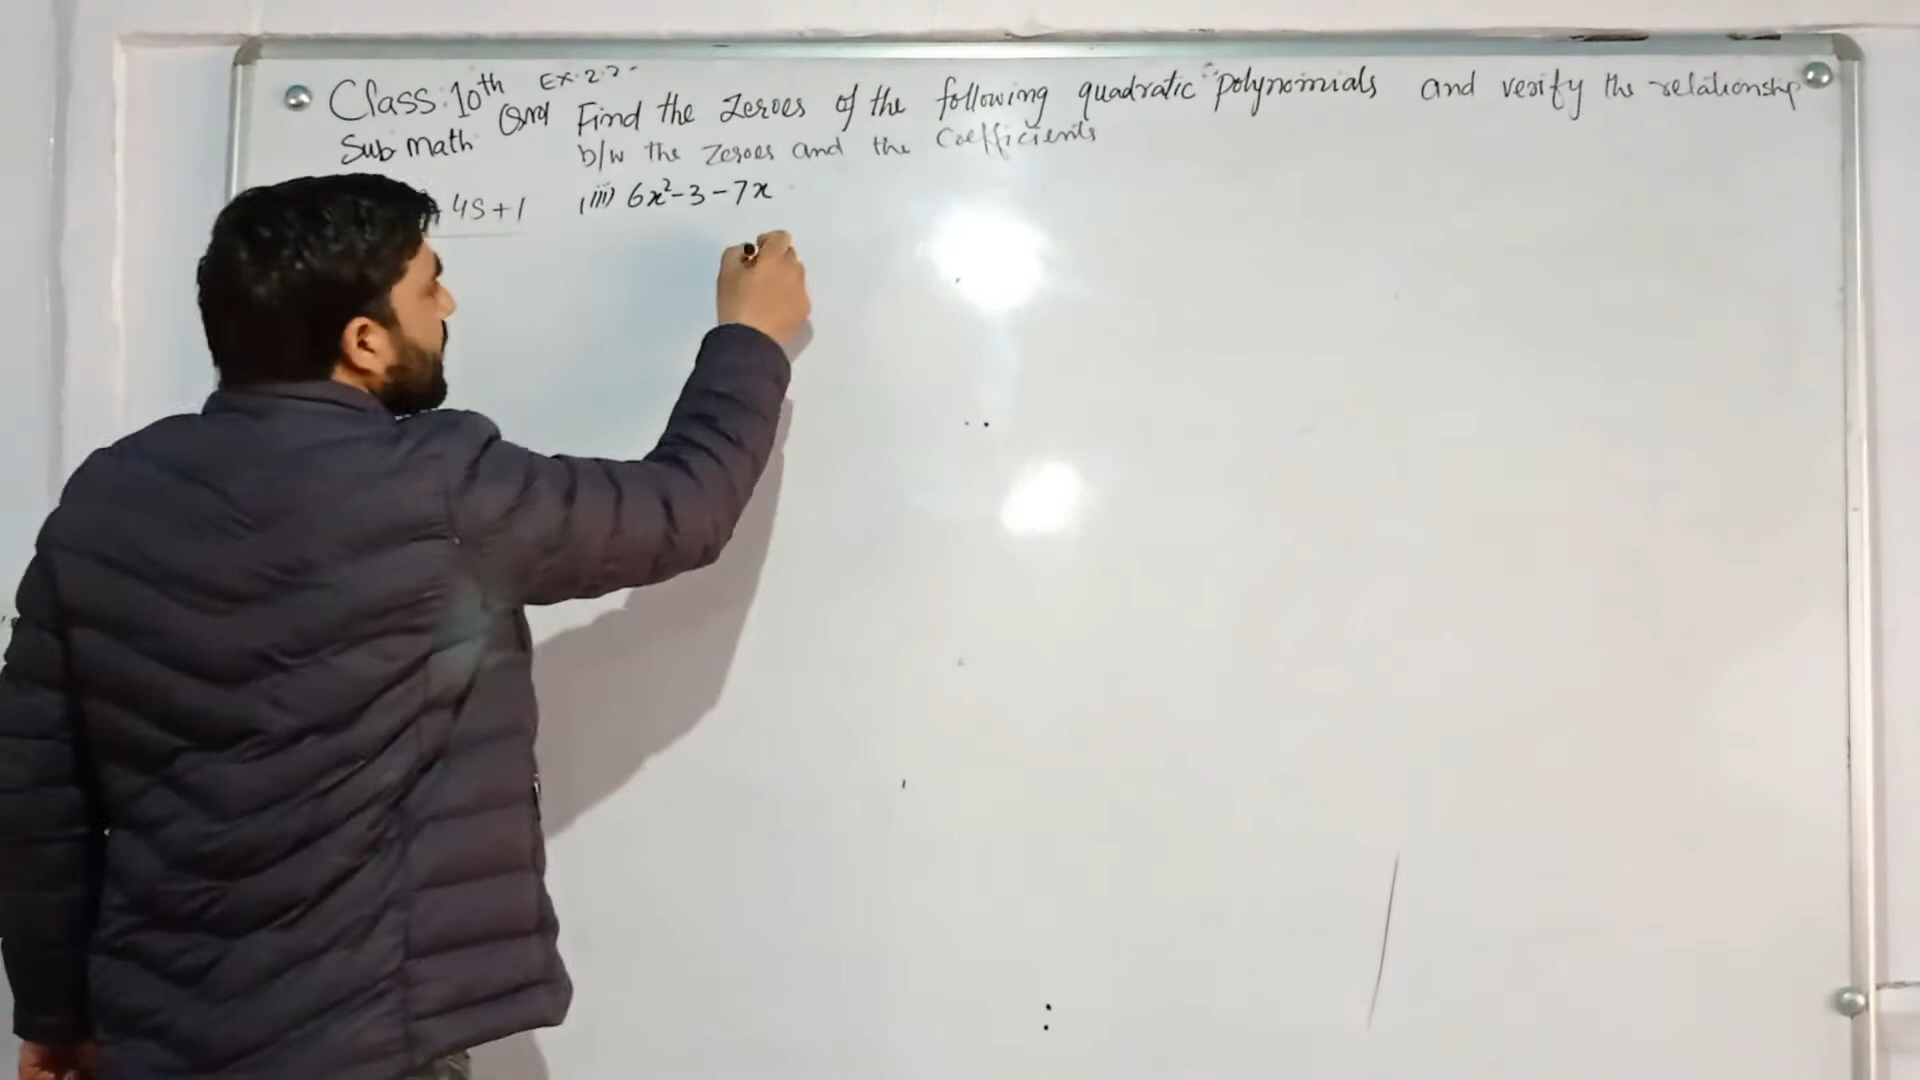 Class: 10th Ex. 2.2
Sub Math Qno1 Find the zeroes of the following quadratic polynomials and verify the relationship
b/w the zeroes and the coefficients
4S+1 (iii) 6x²-3-7x